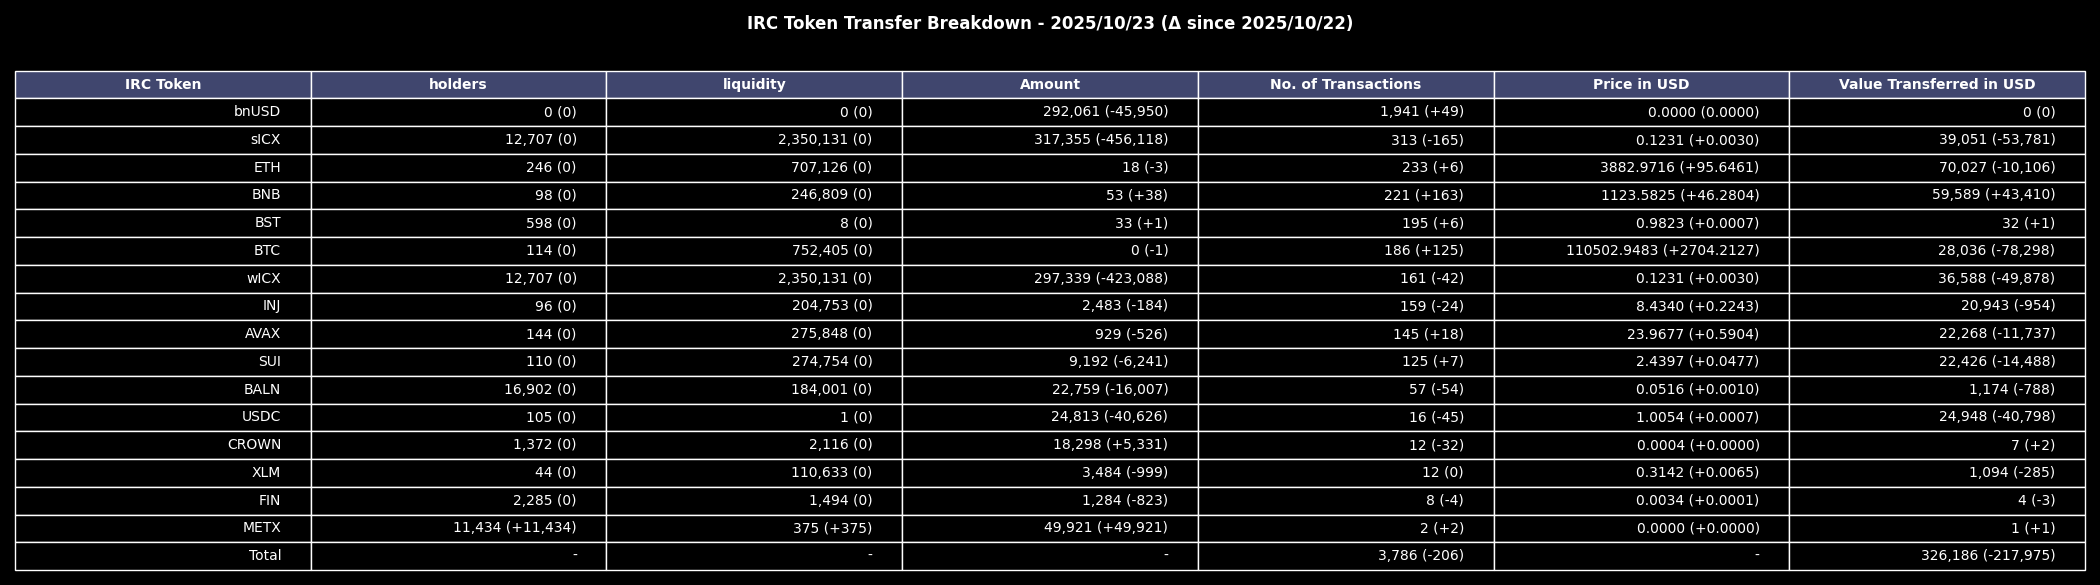 IRC Token Transfer Breakdown - 2025/10/23 (Δ since 2025/10/22)
IRC Token holders liquidity Amount No. of Transactions Price in USD Value Transferred in USD
bnUSD 0 (0) 0 (0) 292,061 (-45,950) 1,941 (+49) 0.0000 (0.0000) 0 (0)
sICX 12,707 (0) 2,350,131 (0) 317,355 (-456,118) 313 (-165) 0.1231 (+0.0030) 39,051 (-53,781)
ETH 246 (0) 707,126 (0) 18 (-3) 233 (+6) 3882.9716 (+95.6461) 70,027 (-10,106)
BNB 98 (0) 246,809 (0) 53 (+38) 221 (+163) 1123.5825 (+46.2804) 59,589 (+43,410)
BST 598 (0) 8 (0) 33 (+1) 195 (+6) 0.9823 (+0.0007) 32 (+1)
BTC 114 (0) 752,405 (0) 0 (-1) 186 (+125) 110502.9483 (+2704.2127) 28,036 (-78,298)
wICX 12,707 (0) 2,350,131 (0) 297,339 (-423,088) 161 (-42) 0.1231 (+0.0030) 36,588 (-49,878)
INJ 96 (0) 204,753 (0) 2,483 (-184) 159 (-24) 8.4340 (+0.2243) 20,943 (-954)
AVAX 144 (0) 275,848 (0) 929 (-526) 145 (+18) 23.9677 (+0.5904) 22,268 (-11,737)
SUI 110 (0) 274,754 (0) 9,192 (-6,241) 125 (+7) 2.4397 (+0.0477) 22,426 (-14,488)
BALN 16,902 (0) 184,001 (0) 22,759 (-16,007) 57 (-54) 0.0516 (+0.0010) 1,174 (-788)
USDC 105 (0) 1 (0) 24,813 (-40,626) 16 (-45) 1.0054 (+0.0007) 24,948 (-40,798)
CROWN 1,372 (0) 2,116 (0) 18,298 (+5,331) 12 (-32) 0.0004 (+0.0000) 7 (+2)
XLM 44 (0) 110,633 (0) 3,484 (-999) 12 (0) 0.3142 (+0.0065) 1,094 (-285)
FIN 2,285 (0) 1,494 (0) 1,284 (-823) 8 (-4) 0.0034 (+0.0001) 4 (-3)
METX 11,434 (+11,434) 375 (+375) 49,921 (+49,921) 2 (+2) 0.0000 (+0.0000) 1 (+1)
Total - - - 3,786 (-206) - 326,186 (-217,975)